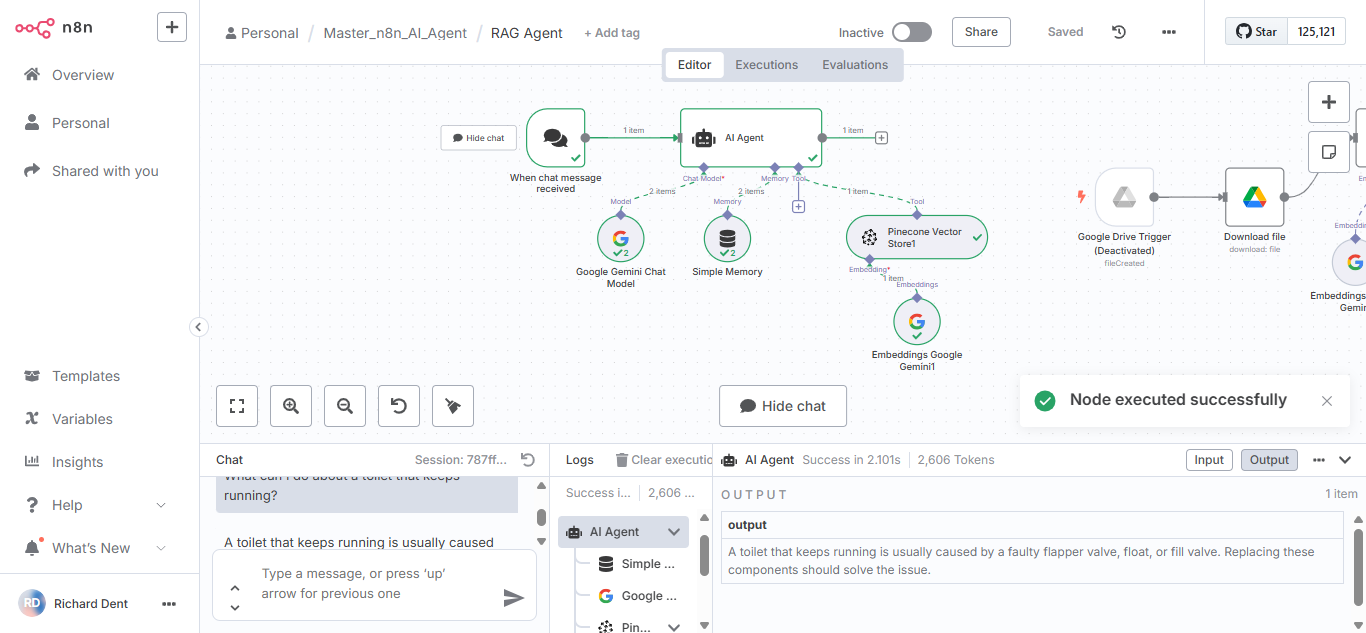 n8n
Personal / Master_n8n_AI_Agent / RAG Agent + Add tag
Inactive
Share
Saved
Star 125,121
Editor Executions Evaluations
Overview
Personal
Shared with you
Templates
Variables
Insights
Help
What's New
RD Richard Dent
Hide chat
When chat message
received
1 item
AI Agent
1 item
Chat Model*
Memory
Tool
2 items
2 items
1 item
Model
Memory
Tool
2
Google Gemini Chat
Model
2
Simple Memory
Pinecone Vector
Store1
Embedding*
1 item
Embeddings
Embeddings Google
Gemini1
Google Drive Trigger
(Deactivated)
fileCreated
Download file
download: file
Embeddings
Hide chat
Node executed successfully
Chat
Session: 787ff...
What can I do about a toilet that keeps
running?
A toilet that keeps running is usually caused
Type a message, or press 'up'
arrow for previous one
Logs
Clear executio
Success i... 2,606 ...
AI Agent
Simple ...
Google ...
Pin...
AI Agent Success in 2.101s 2,606 Tokens
Input Output
OUTPUT
1 item
output
A toilet that keeps running is usually caused by a faulty flapper valve, float, or fill valve. Replacing these
components should solve the issue.